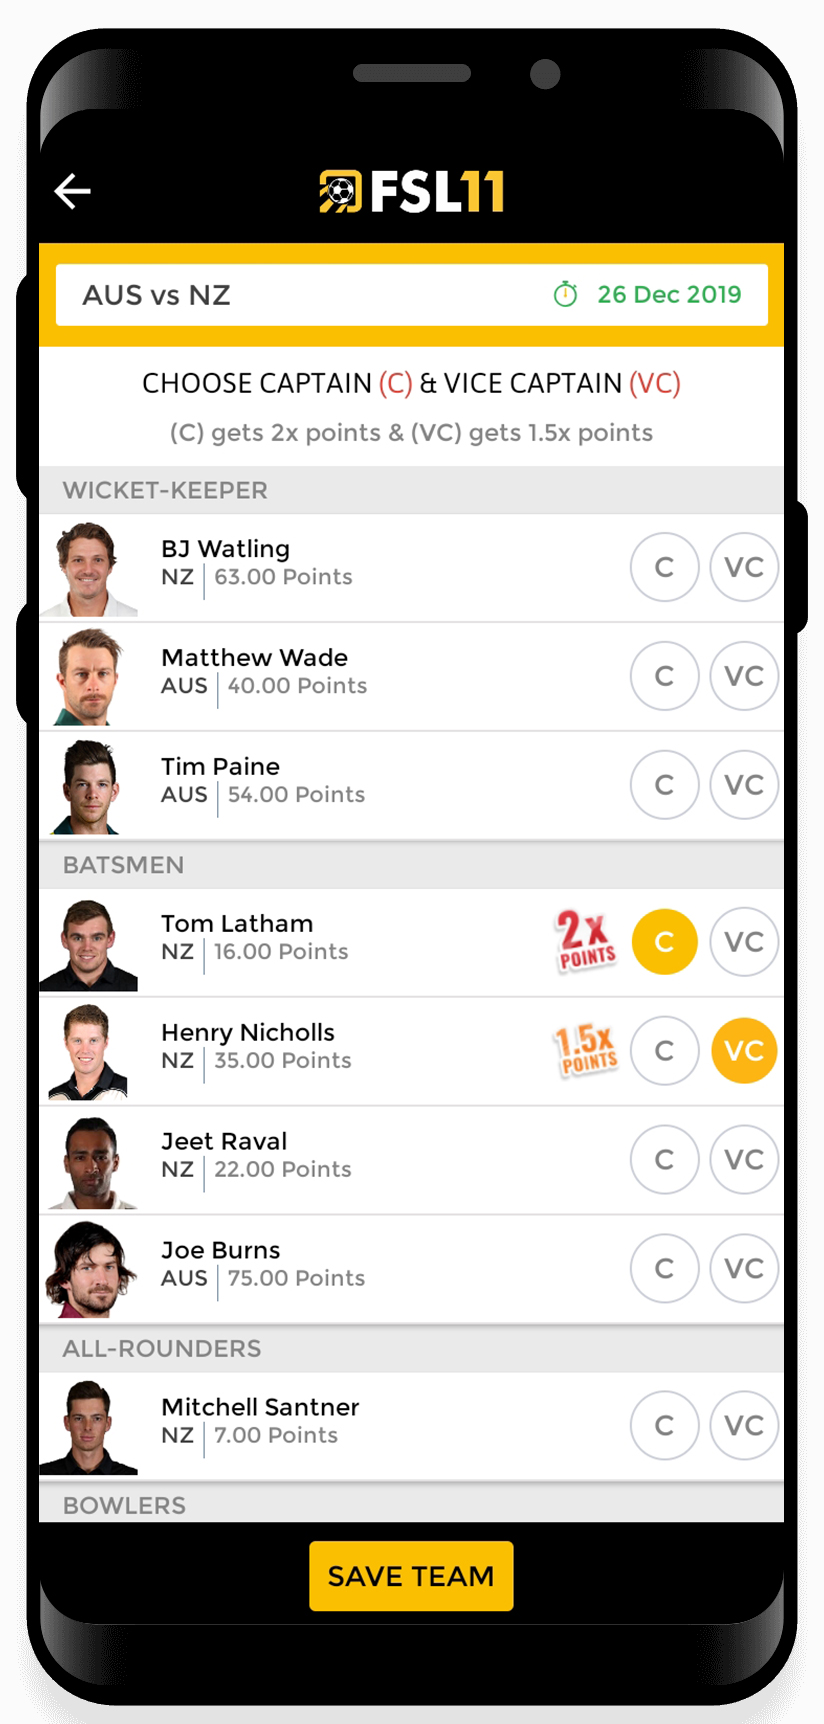 FSL11
AUS vs NZ 26 Dec 2019
CHOOSE CAPTAIN (C) & VICE CAPTAIN (VC)
(C) gets 2x points & (VC) gets 1.5x points
WICKET-KEEPER
BJ Watling
NZ 63.00 Points C VC
Matthew Wade
AUS 40.00 Points C VC
Tim Paine
AUS 54.00 Points C VC
BATSMEN
Tom Latham
NZ 16.00 Points 2x POINTS C VC
Henry Nicholls
NZ 35.00 Points 1.5x POINTS C VC
Jeet Raval
NZ 22.00 Points C VC
Joe Burns
AUS 75.00 Points C VC
ALL-ROUNDERS
Mitchell Santner
NZ 7.00 Points C VC
BOWLERS
SAVE TEAM